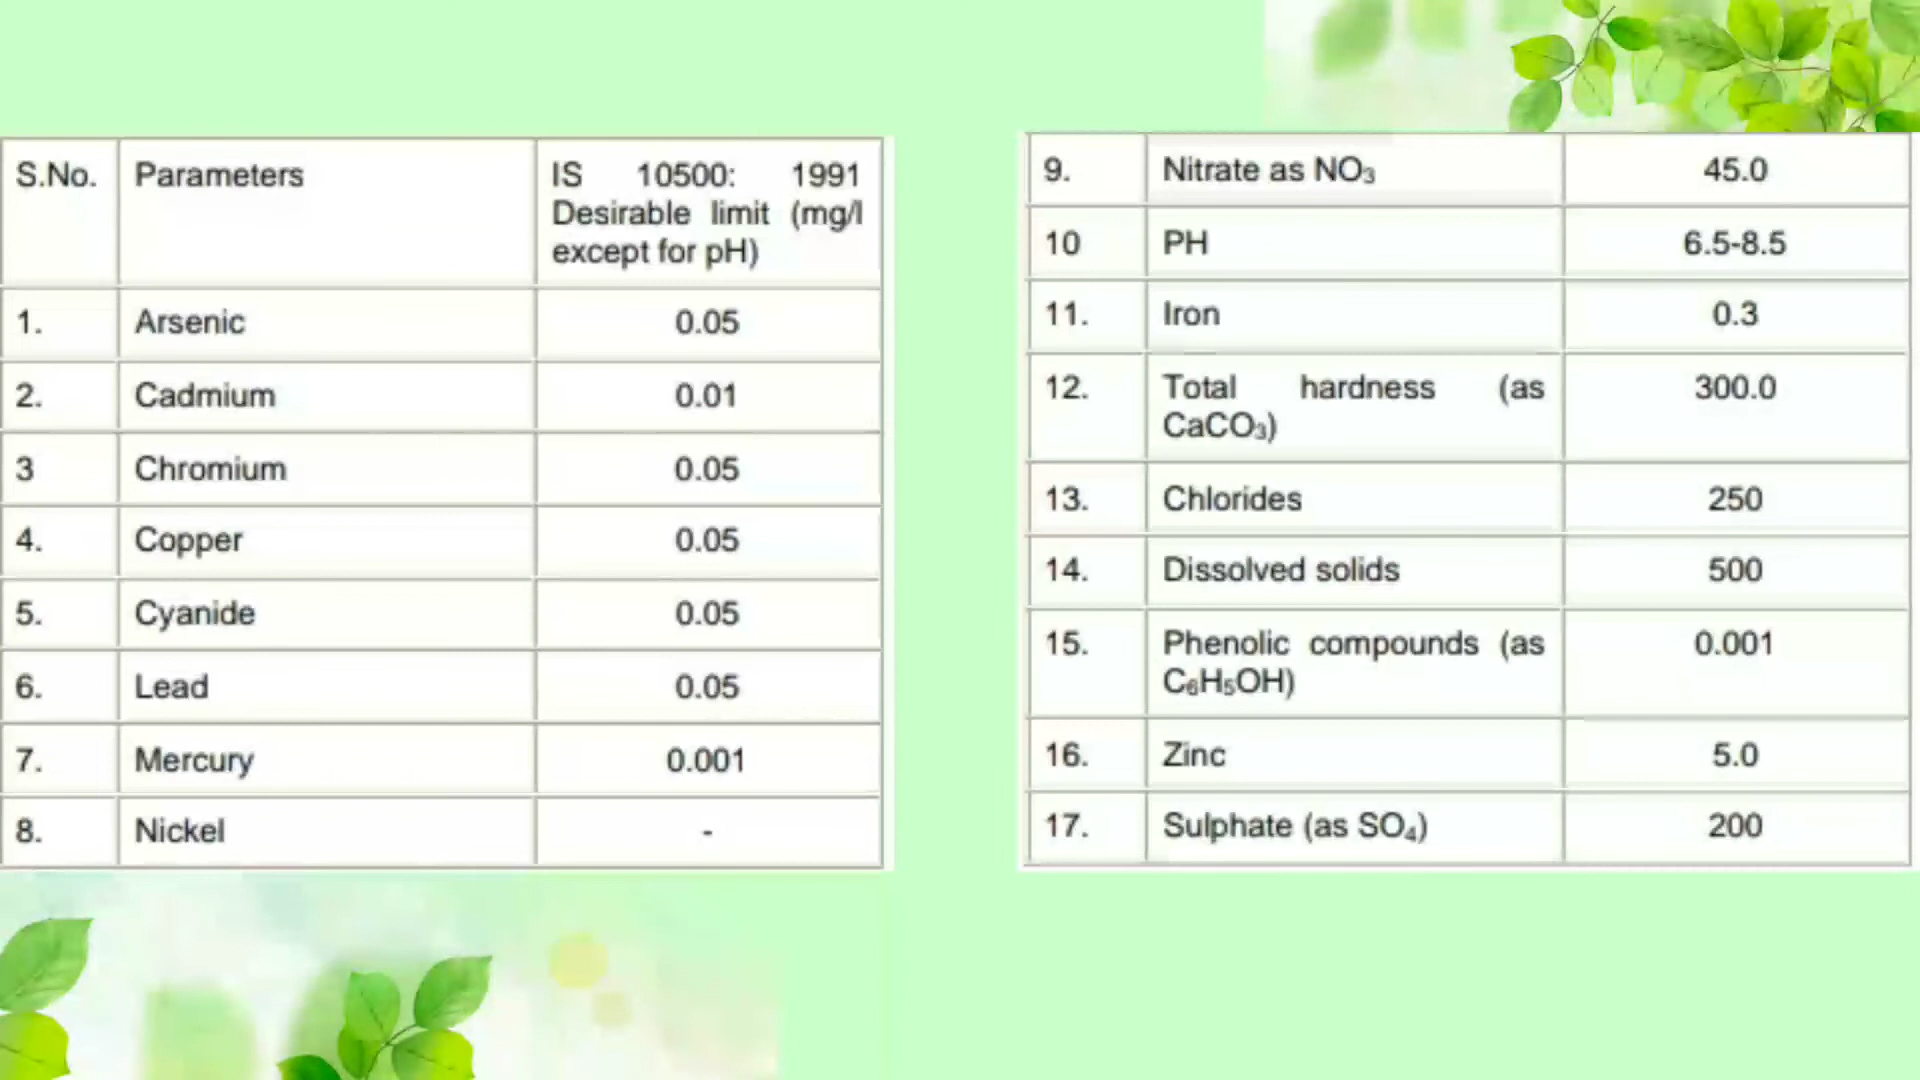 S.No. Parameters IS 10500: 1991
Desirable limit (mg/l
except for pH)
1. Arsenic 0.05
2. Cadmium 0.01
3 Chromium 0.05
4. Copper 0.05
5. Cyanide 0.05
6. Lead 0.05
7. Mercury 0.001
8. Nickel -
9. Nitrate as NO₃ 45.0
10 PH 6.5-8.5
11. Iron 0.3
12. Total hardness (as 300.0
CaCO₃)
13. Chlorides 250
14. Dissolved solids 500
15. Phenolic compounds (as 0.001
C₆H₅OH)
16. Zinc 5.0
17. Sulphate (as SO₄) 200